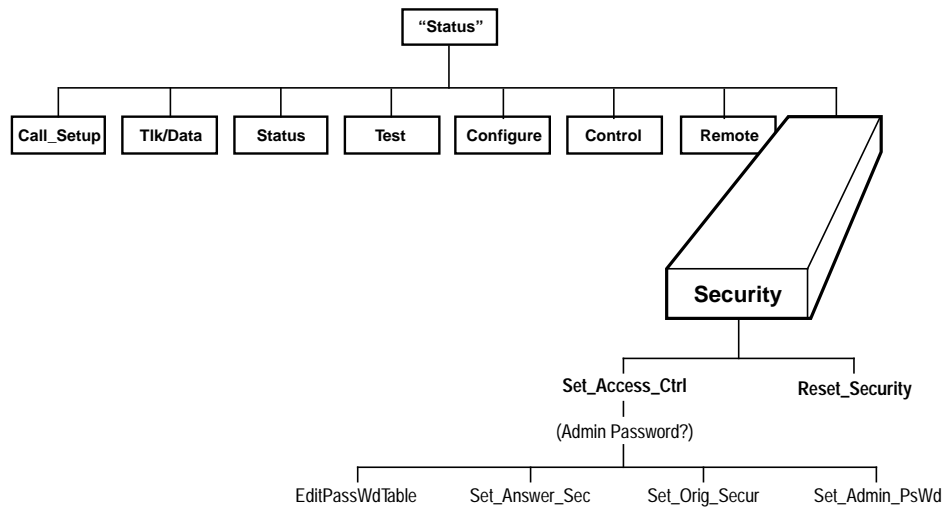 “Status”
Call_Setup Tlk/Data Status Test Configure Control Remote
Security
Set_Access_Ctrl Reset_Security
(Admin Password?)
EditPassWdTable Set_Answer_Sec Set_Orig_Secur Set_Admin_PsWd